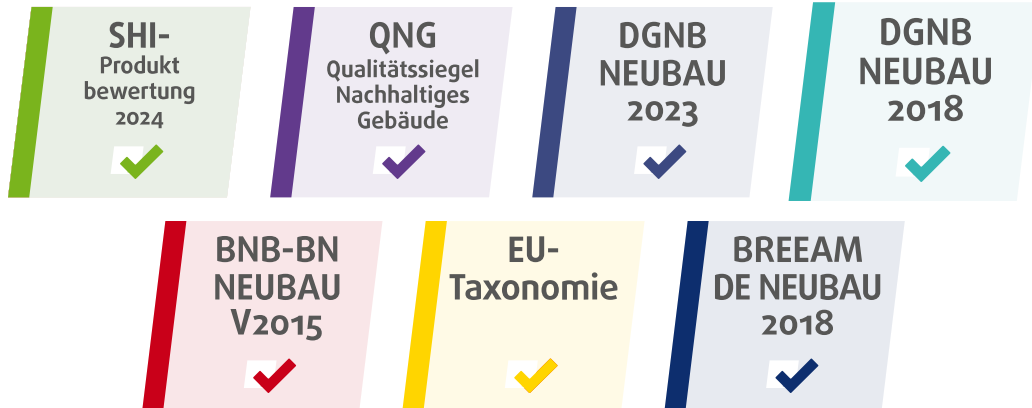 SHI-
Produkt
bewertung
2024
QNG
Qualitätssiegel
Nachhaltiges
Gebäude
DGNB
NEUBAU
2023
DGNB
NEUBAU
2018
BNB-BN
NEUBAU
V2015
EU-
Taxonomie
BREEAM
DE NEUBAU
2018